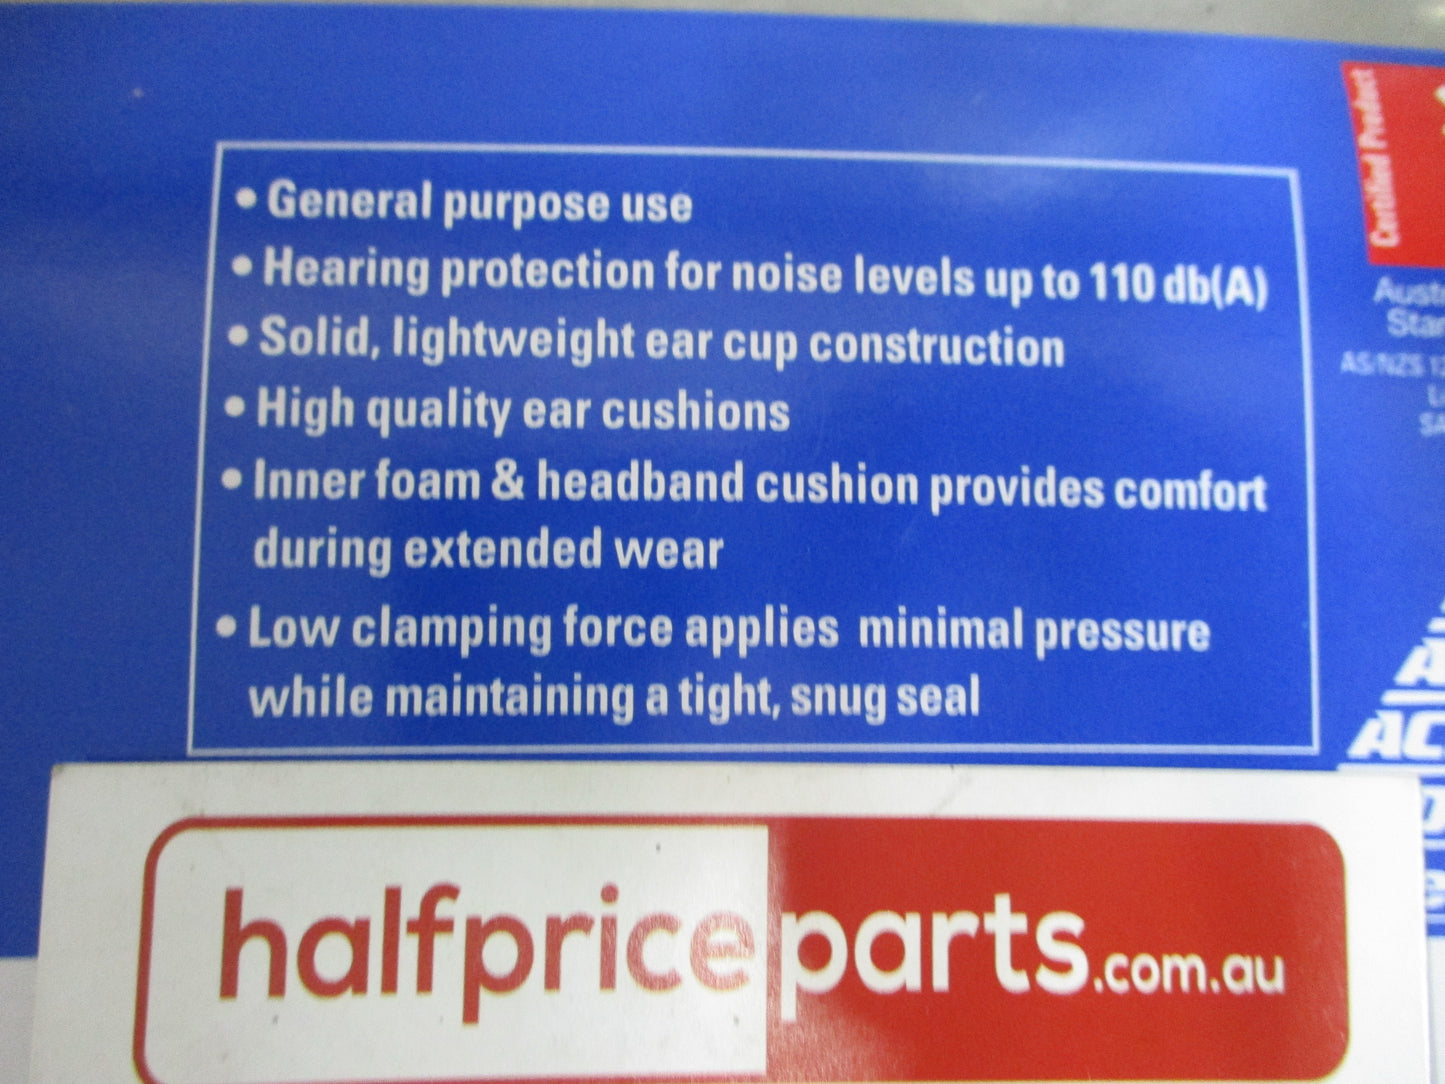 • General purpose use
• Hearing protection for noise levels up to 110 db(A)
• Solid, lightweight ear cup construction
• High quality ear cushions
• Inner foam & headband cushion provides comfort
during extended wear
• Low clamping force applies minimal pressure
while maintaining a tight, snug seal
Certified Product
AS/NZS
halfpriceparts.com.au